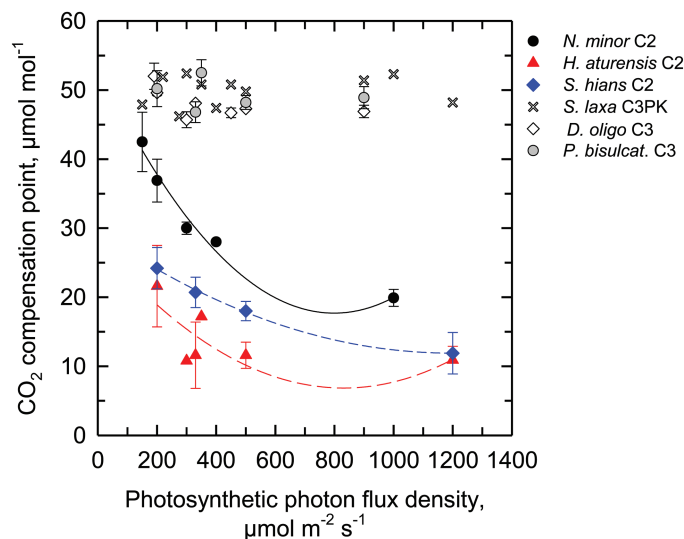 60
50
40
30
20
10
0
CO₂ compensation point, µmol mol⁻¹
0 200 400 600 800 1000 1200 1400
Photosynthetic photon flux density,
µmol m⁻² s⁻¹
N. minor C2
H. aturensis C2
S. hians C2
S. laxa C3PK
D. oligo C3
P. bisulcat. C3